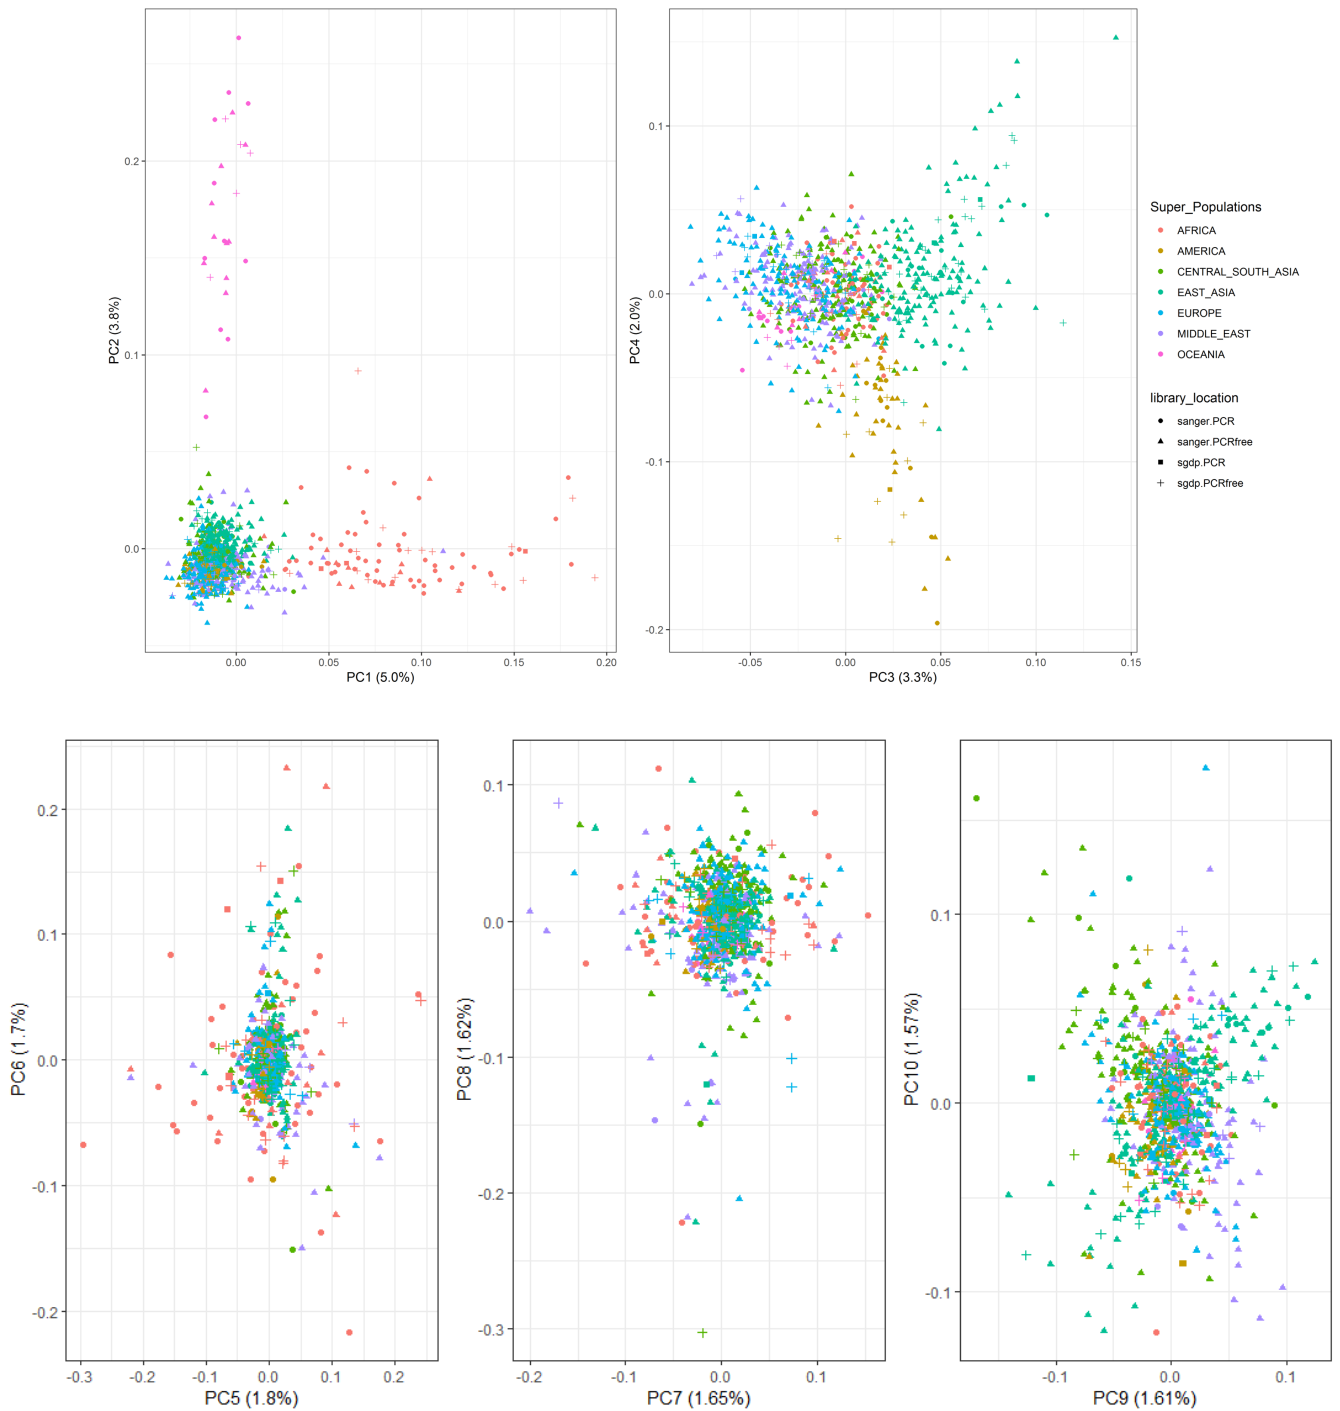 0.2
0.1
0.0
PC2 (3.8%)
0.00
0.05
0.10
0.15
0.20
PC1 (5.0%)
0.1
0.0
-0.1
-0.2
PC4 (2.0%)
-0.05
0.00
0.05
0.10
0.15
PC3 (3.3%)
Super_Populations
AFRICA
AMERICA
CENTRAL_SOUTH_ASIA
EAST_ASIA
EUROPE
MIDDLE_EAST
OCEANIA
library_location
sanger.PCR
sanger.PCRfree
sgdp.PCR
sgdp.PCRfree
0.2
0.1
0.0
-0.1
-0.2
PC6 (1.7%)
-0.3
-0.2
-0.1
0.0
0.1
0.2
PC5 (1.8%)
0.1
0.0
-0.1
-0.2
-0.3
PC8 (1.62%)
-0.2
-0.1
0.0
0.1
PC7 (1.65%)
0.1
0.0
-0.1
PC10 (1.57%)
-0.1
0.0
0.1
PC9 (1.61%)